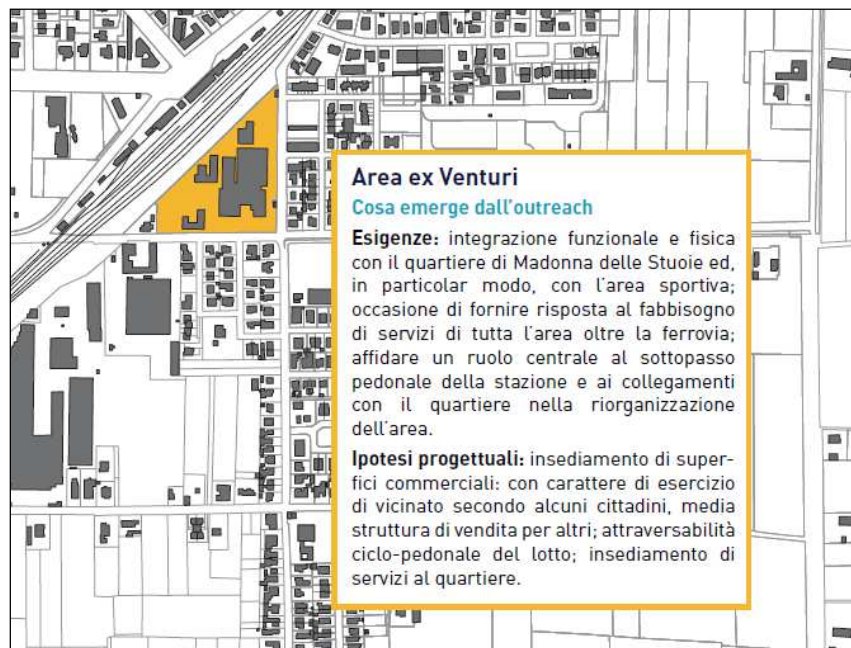 Area ex Venturi
Cosa emerge dall'outreach
Esigenze: integrazione funzionale e fisica
con il quartiere di Madonna delle Stuoie ed,
in particolar modo, con l'area sportiva;
occasione di fornire risposta al fabbisogno
di servizi di tutta l'area oltre la ferrovia;
affidare un ruolo centrale al sottopasso
pedonale della stazione e ai collegamenti
con il quartiere nella riorganizzazione
dell'area.
Ipotesi progettuali: insediamento di super-
fici commerciali: con carattere di esercizio
di vicinato secondo alcuni cittadini, media
struttura di vendita per altri; attraversabilità
ciclo-pedonale del lotto; insediamento di
servizi al quartiere.